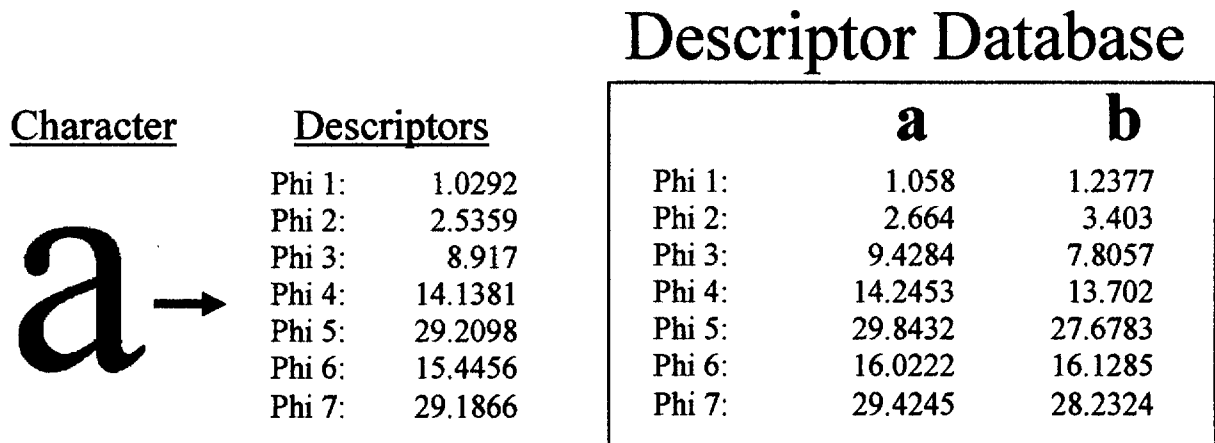 Descriptor Database
Character Descriptors
a
Phi 1: 1.0292
Phi 2: 2.5359
Phi 3: 8.917
Phi 4: 14.1381
Phi 5: 29.2098
Phi 6: 15.4456
Phi 7: 29.1866
a b
Phi 1: 1.058 1.2377
Phi 2: 2.664 3.403
Phi 3: 9.4284 7.8057
Phi 4: 14.2453 13.702
Phi 5: 29.8432 27.6783
Phi 6: 16.0222 16.1285
Phi 7: 29.4245 28.2324